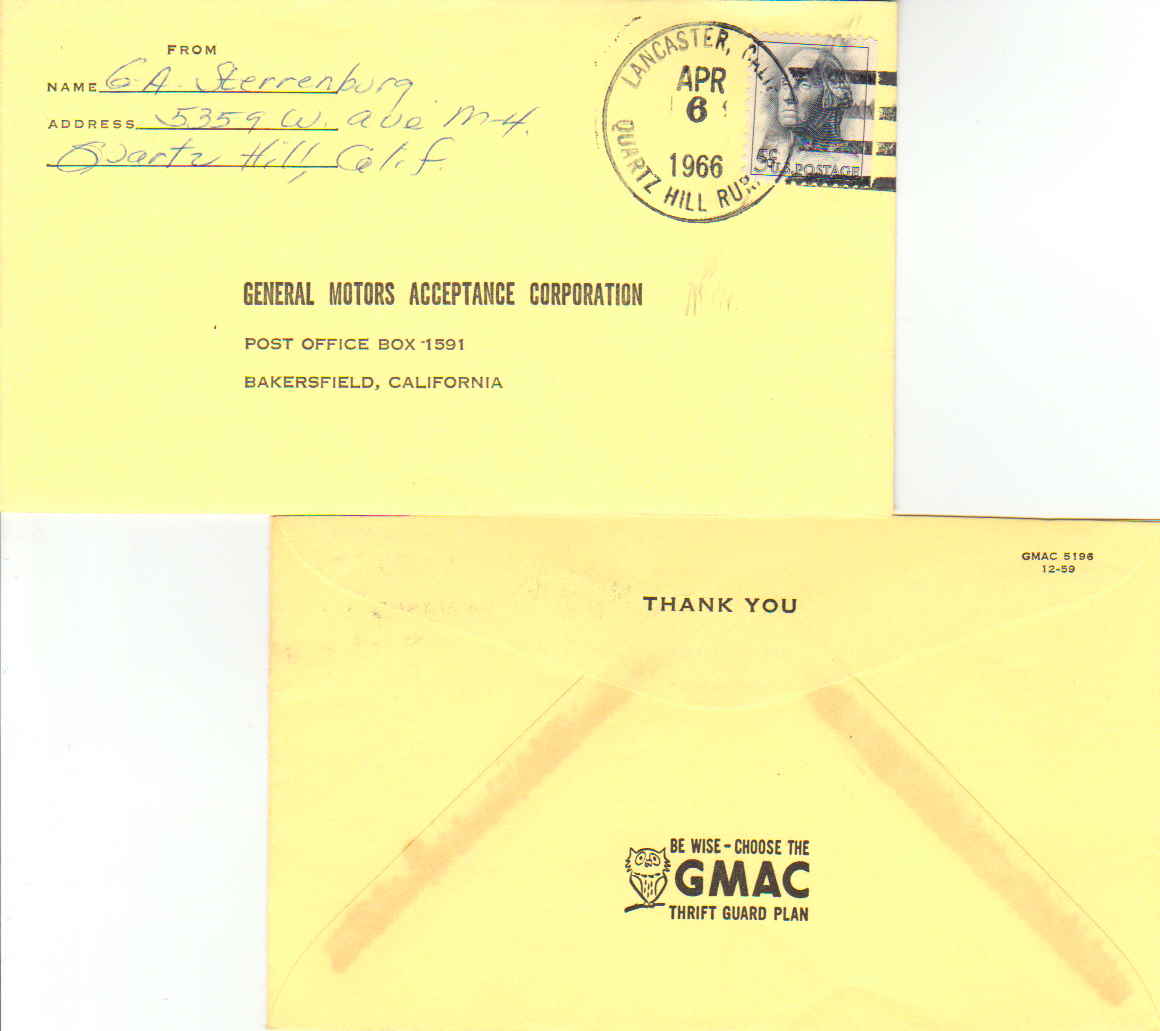 FROM
NAME G. A. Sterrenburg
ADDRESS 5359 W. ave M-4.
Quartz Hill, Calif.
LANCASTER, CALIF.
APR
6
1966
QUARTZ HILL RUR.
5c
U.S. POSTAGE
GENERAL MOTORS ACCEPTANCE CORPORATION
POST OFFICE BOX 1591
BAKERSFIELD, CALIFORNIA
GMAC 5196
12-59
THANK YOU
BE WISE - CHOOSE THE
GMAC
THRIFT GUARD PLAN